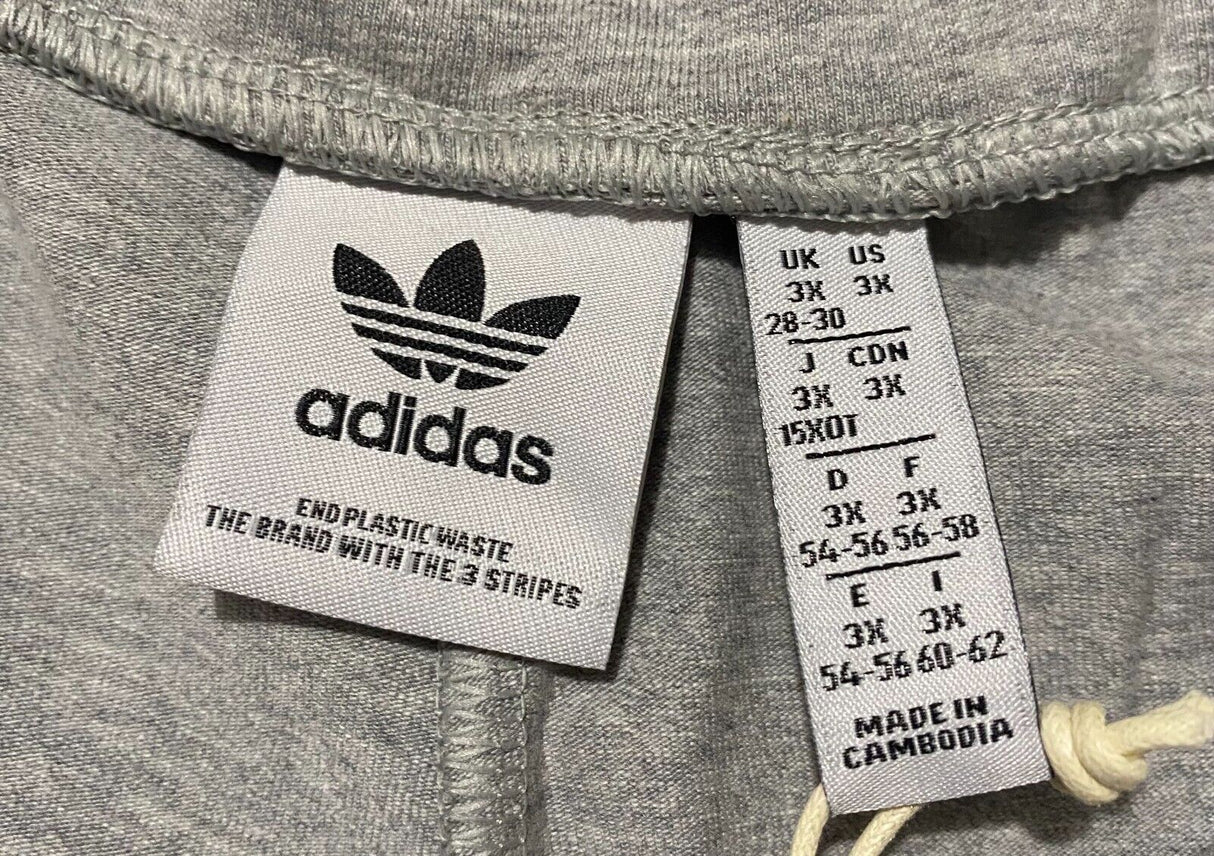 adidas
END PLASTIC WASTE
THE BRAND WITH THE 3 STRIPES
UK US
3X 3X
28-30
J CDN
3X 3X
15XOT
D F
3X 3X
54-56 56-58
E I
3X 3X
54-56 60-62
MADE IN
CAMBODIA